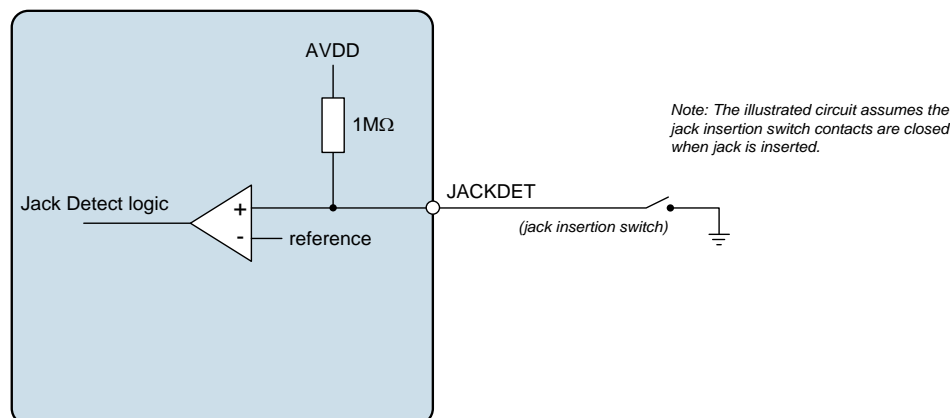 AVDD
1MΩ
Note: The illustrated circuit assumes the
jack insertion switch contacts are closed
when jack is inserted.
JACKDET
Jack Detect logic
+
-
reference
(jack insertion switch)